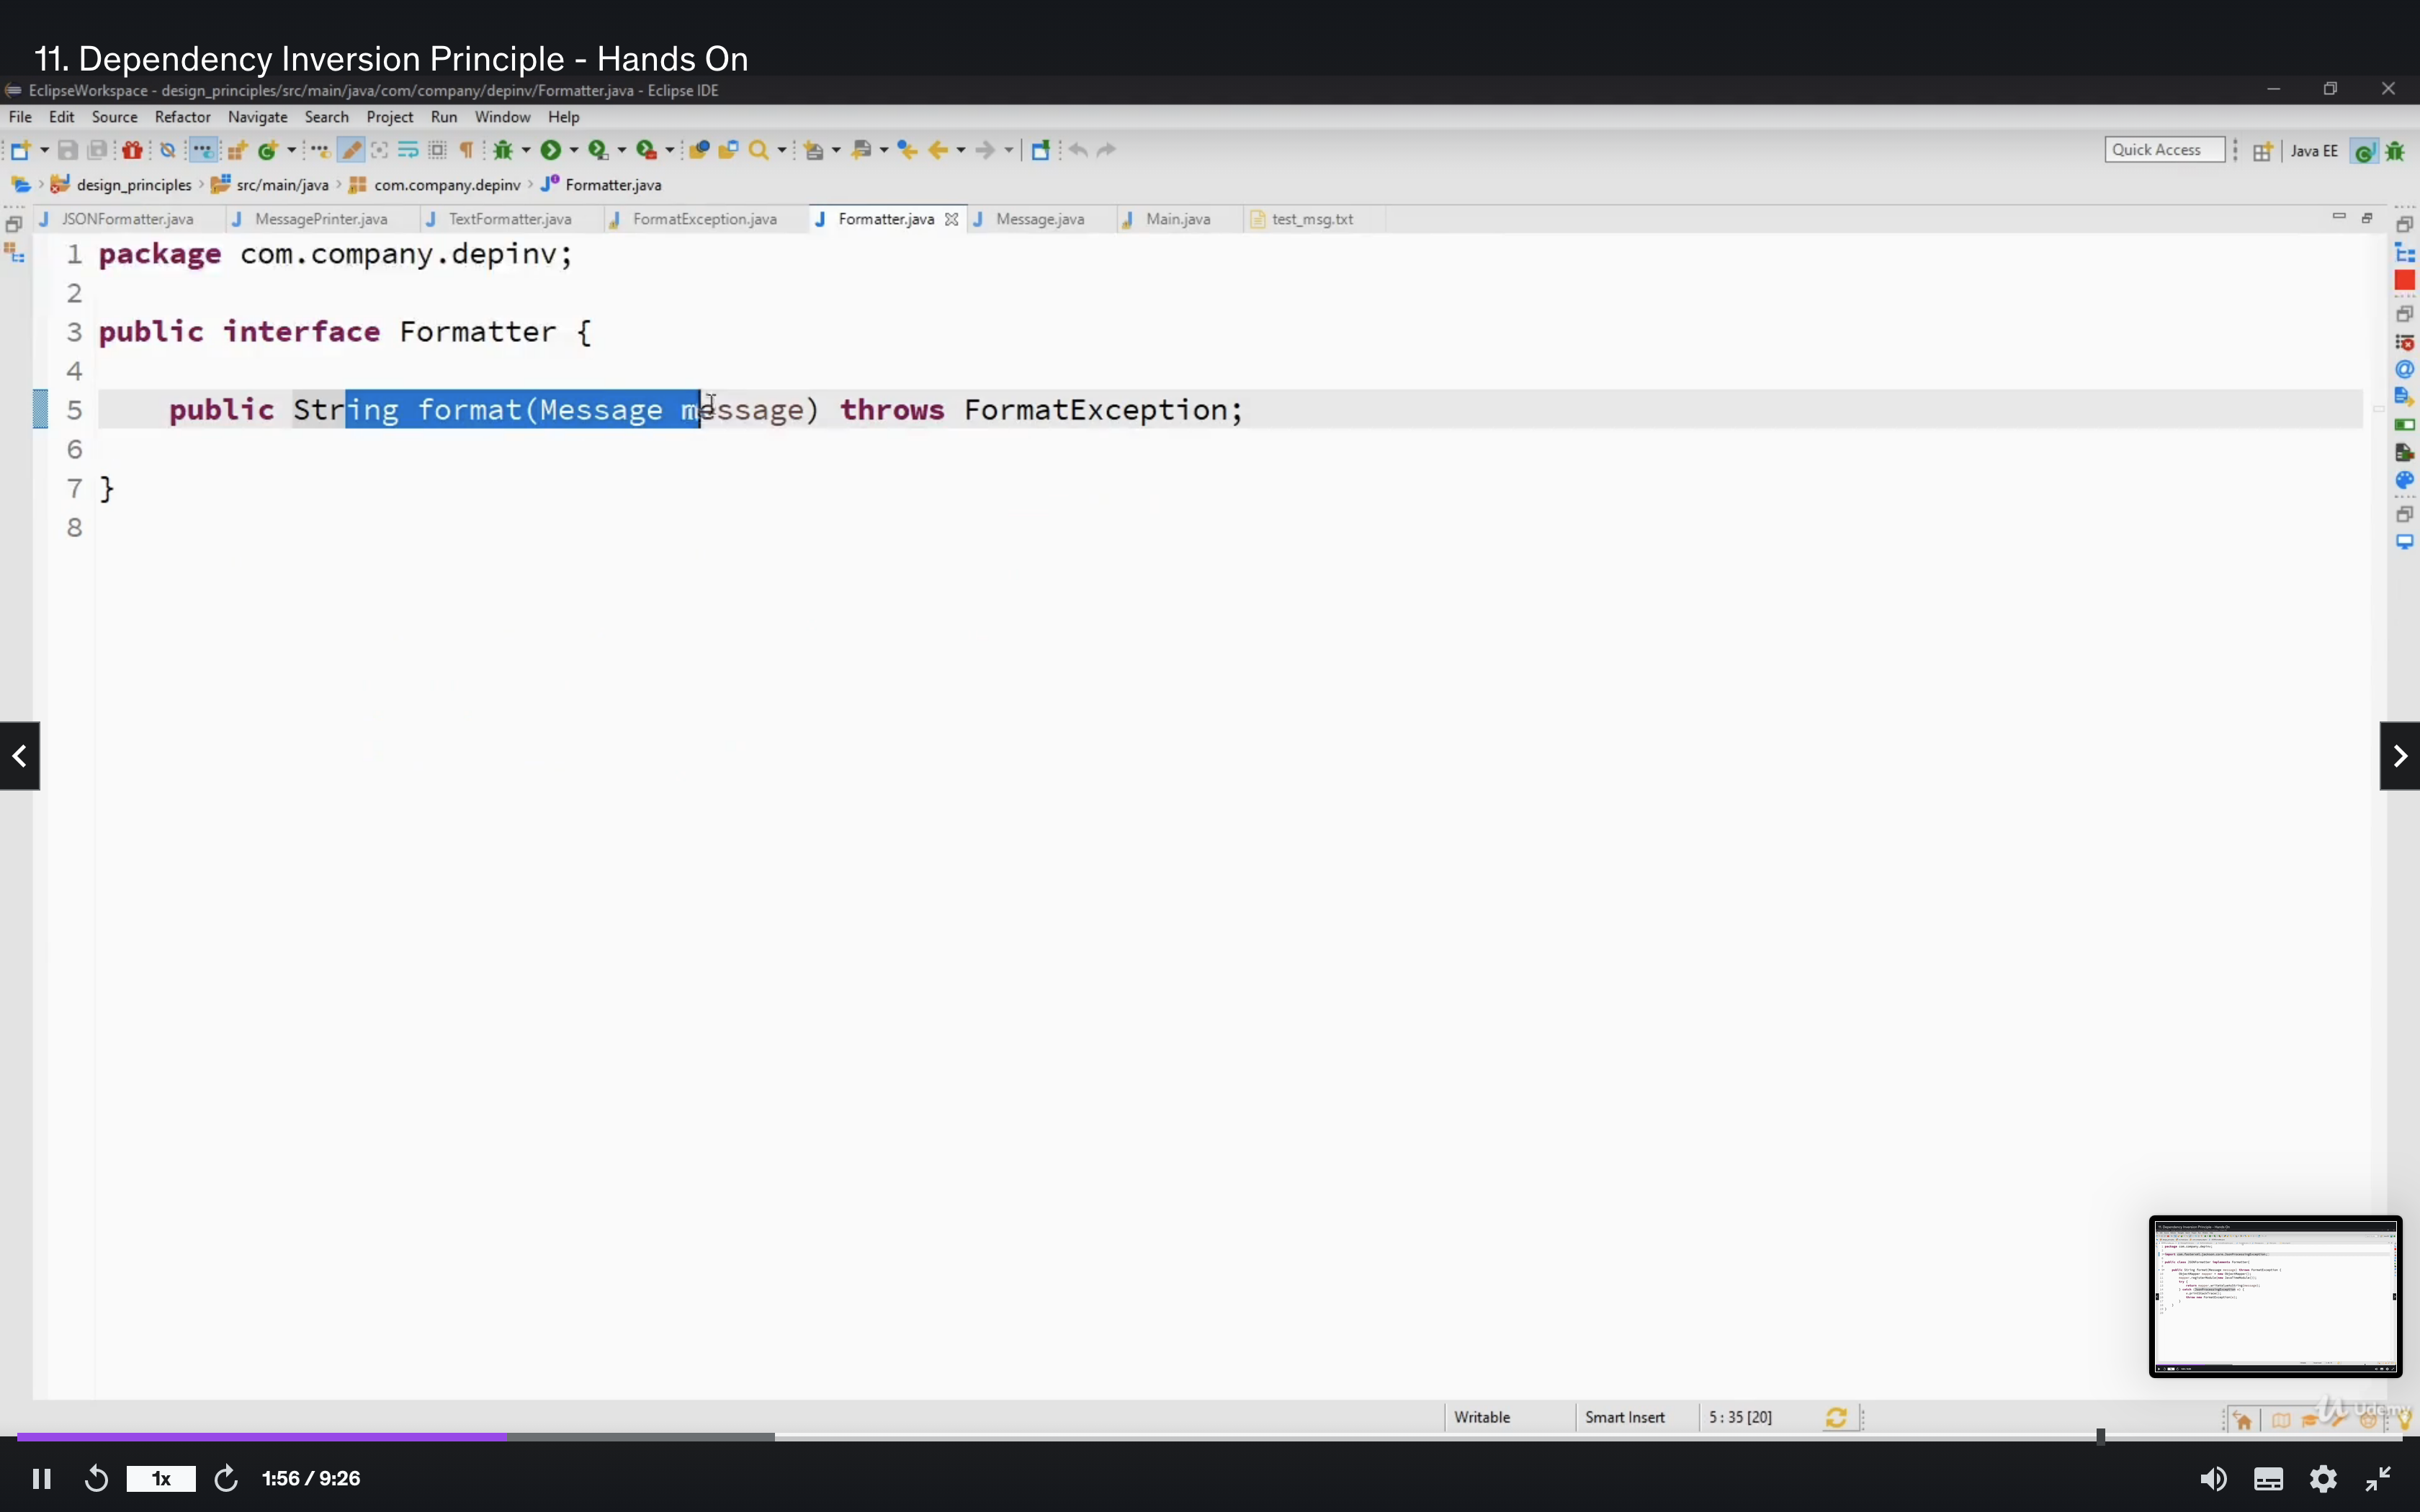 11. Dependency Inversion Principle - Hands On
EclipseWorkspace - design_principles/src/main/java/com/company/depinv/Formatter.java - Eclipse IDE
File Edit Source Refactor Navigate Search Project Run Window Help
Quick Access Java EE
design_principles src/main/java com.company.depinv Formatter.java
JSONFormatter.java MessagePrinter.java TextFormatter.java FormatException.java Formatter.java Message.java Main.java test_msg.txt
1 package com.company.depinv;
2
3 public interface Formatter {
4
5 public String format(Message message) throws FormatException;
6
7 }
8
Writable Smart Insert 5 : 35 [20]
Udemy
1x 1:56 / 9:26